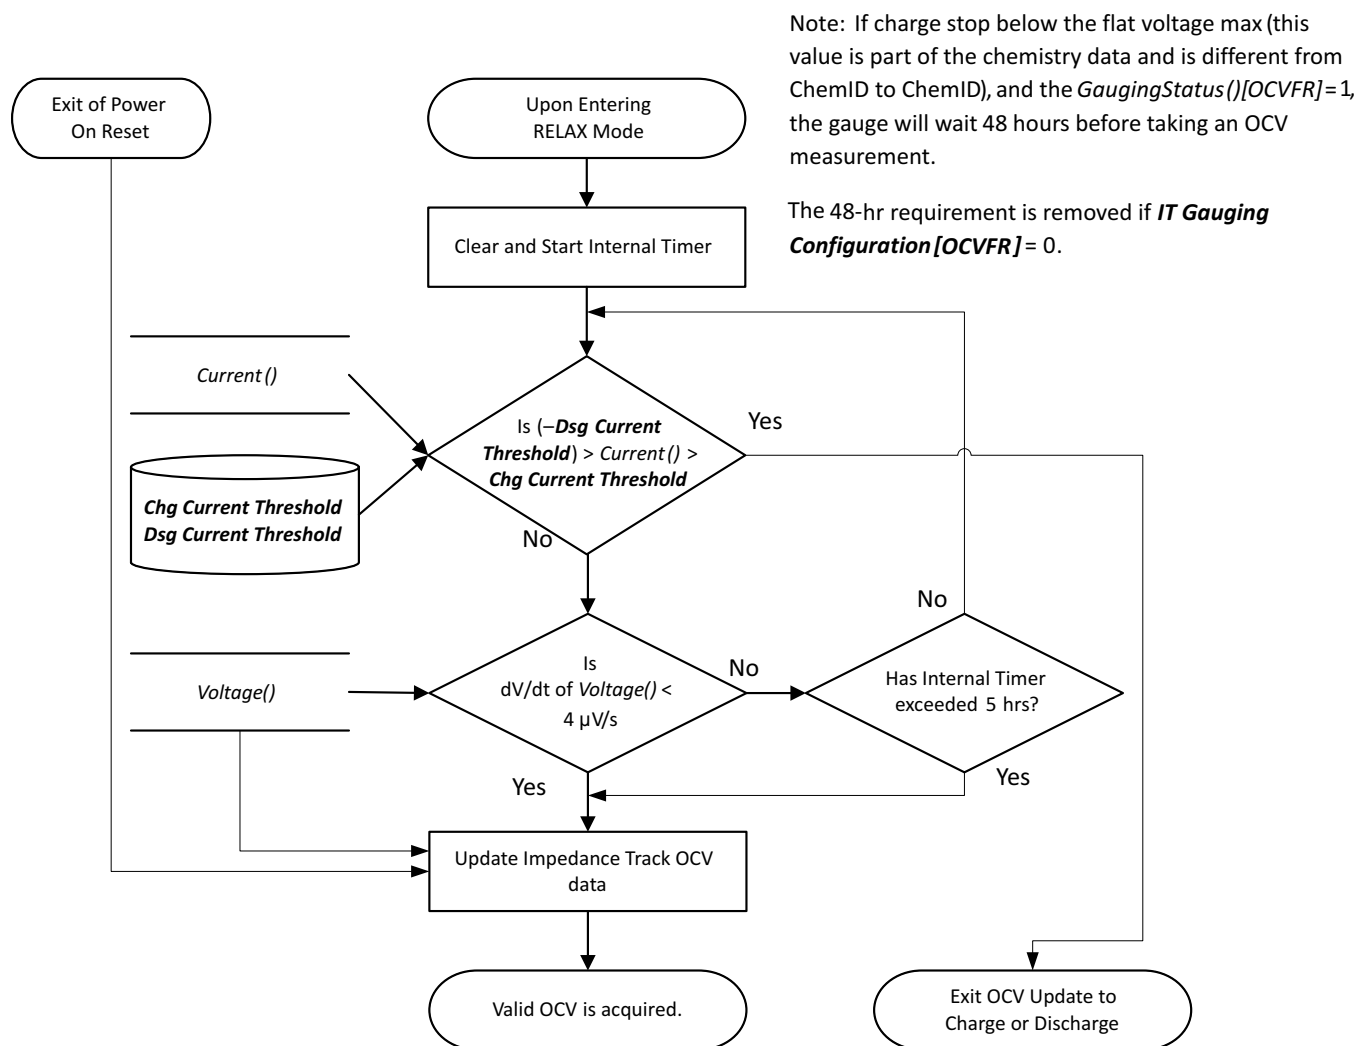 Note: If charge stop below the flat voltage max (this
value is part of the chemistry data and is different from
ChemID to ChemID), and the GaugingStatus()[OCVFR] = 1,
the gauge will wait 48 hours before taking an OCV
measurement.
The 48-hr requirement is removed if IT Gauging
Configuration[OCVFR] = 0.
Exit of Power
On Reset
Upon Entering
RELAX Mode
Clear and Start Internal Timer
Current()
Chg Current Threshold
Dsg Current Threshold
Is (–Dsg Current
Threshold) > Current() >
Chg Current Threshold
Yes
No
Voltage()
Is
dV/dt of Voltage() <
4 µV/s
No
Yes
Has Internal Timer
exceeded 5 hrs?
No
Yes
Update Impedance Track OCV
data
Valid OCV is acquired.
Exit OCV Update to
Charge or Discharge